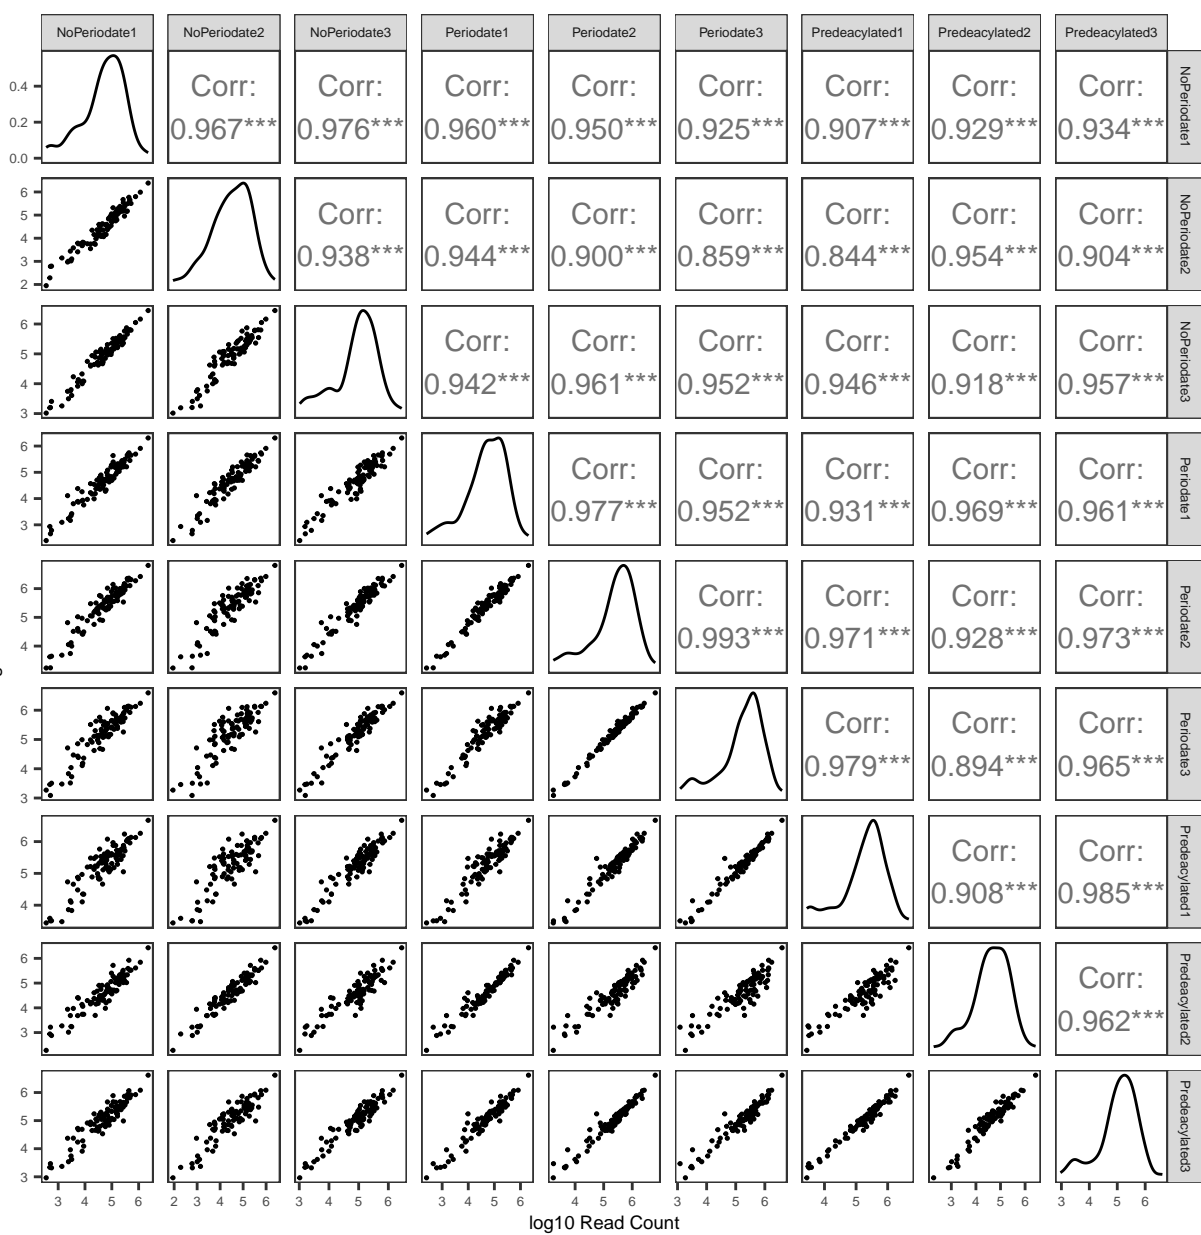 NoPeriodate1 NoPeriodate2 NoPeriodate3 Periodate1 Periodate2 Periodate3 Predeacylated1 Predeacylated2 Predeacylated3
0.4
0.2
0.0
Corr: Corr: Corr: Corr: Corr: Corr: Corr: Corr:
0.967*** 0.976*** 0.960*** 0.950*** 0.925*** 0.907*** 0.929*** 0.934***
NoPeriodate1
6
5
4
3
2
Corr: Corr: Corr: Corr: Corr: Corr: Corr:
0.938*** 0.944*** 0.900*** 0.859*** 0.844*** 0.954*** 0.904***
NoPeriodate2
6
5
4
3
Corr: Corr: Corr: Corr: Corr: Corr:
0.942*** 0.961*** 0.952*** 0.946*** 0.918*** 0.957***
NoPeriodate3
6
5
4
3
Corr: Corr: Corr: Corr: Corr:
0.977*** 0.952*** 0.931*** 0.969*** 0.961***
Periodate1
6
5
4
Corr: Corr: Corr: Corr:
0.993*** 0.971*** 0.928*** 0.973***
Periodate2
6
5
4
3
Corr: Corr: Corr:
0.979*** 0.894*** 0.965***
Periodate3
6
5
4
Corr: Corr:
0.908*** 0.985***
Predeacylated1
6
5
4
3
Corr:
0.962***
Predeacylated2
6
5
4
3
Predeacylated3
3 4 5 6 2 3 4 5 6 3 4 5 6 3 4 5 6 4 5 6 3 4 5 6 4 5 6 3 4 5 6 3 4 5 6
log10 Read Count